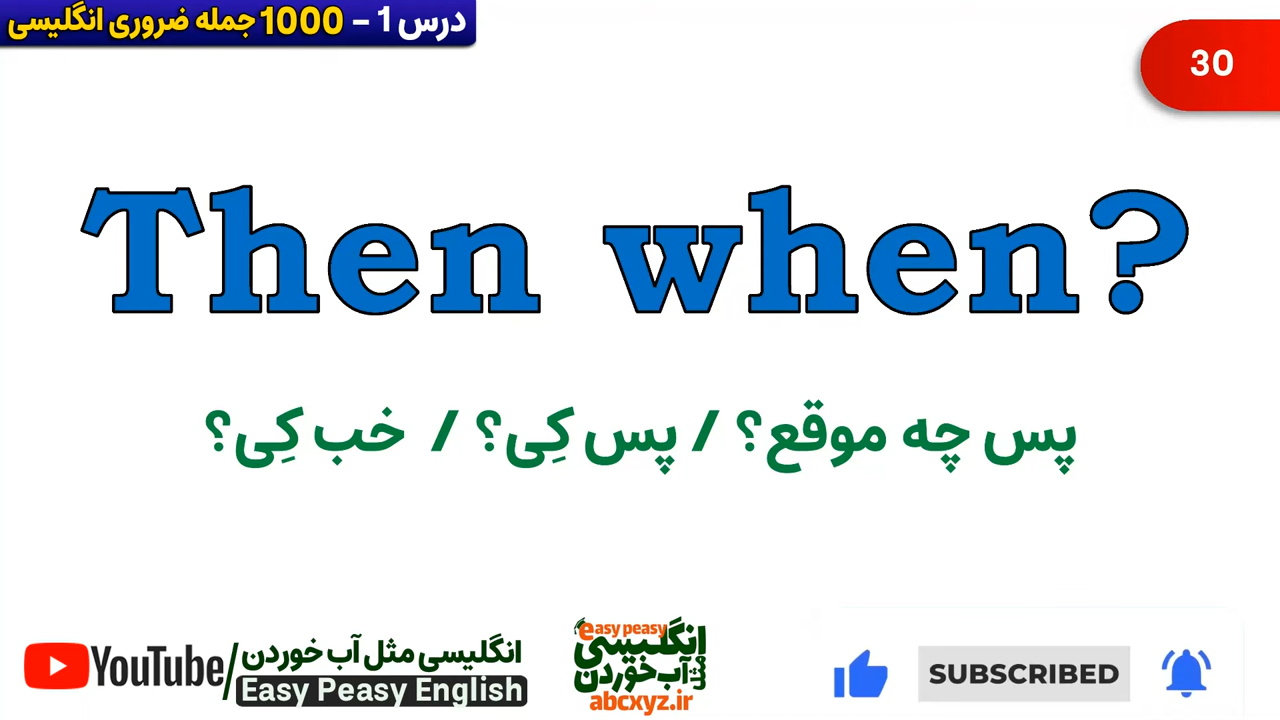 درس 1 – 1000 جمله ضروری انگلیسی
30
Then when?
پس چه موقع؟ / پس کِی؟ / خب کِی؟
YouTube/انگلیسی مثل آب خوردن
Easy Peasy English
easy peasy
انگلیسی
مثل
آب خوردن
abcxyz.ir
SUBSCRIBED